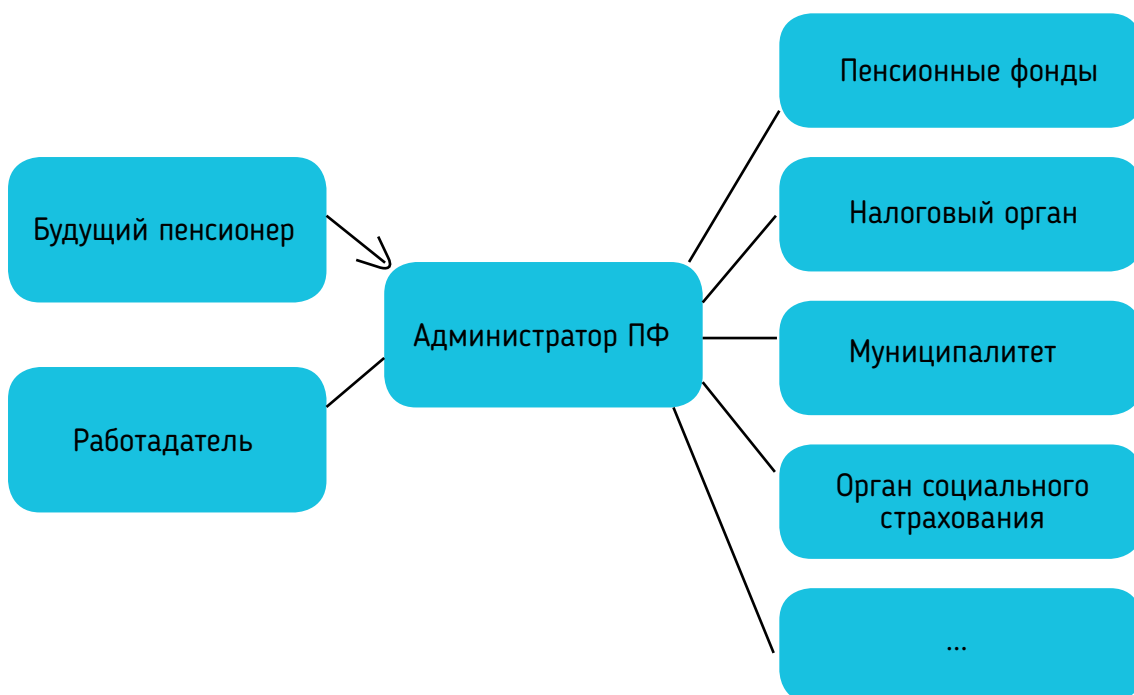 Пенсионные фонды
Будущий пенсионер
Налоговый орган
Администратор ПФ
Муниципалитет
Работадатель
Орган социального
страхования
...